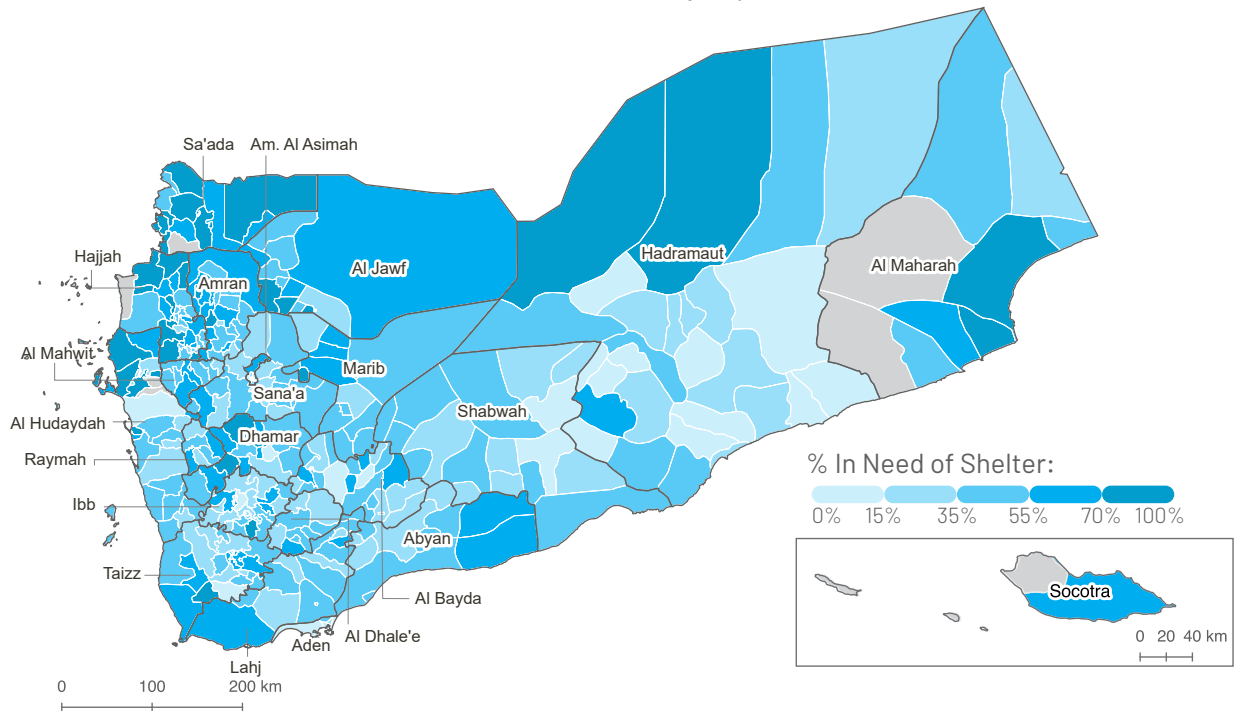 Sa'ada
Am. Al Asimah
Hajjah
Amran
Al Jawf
Hadramaut
Al Maharah
Al Mahwit
Marib
Sana'a
Shabwah
Al Hudaydah
Dhamar
Raymah
Ibb
Abyan
Taizz
Al Bayda
Al Dhale'e
Aden
Lahj
0 100 200 km
% In Need of Shelter:
0% 15% 35% 55% 70% 100%
Socotra
0 20 40 km